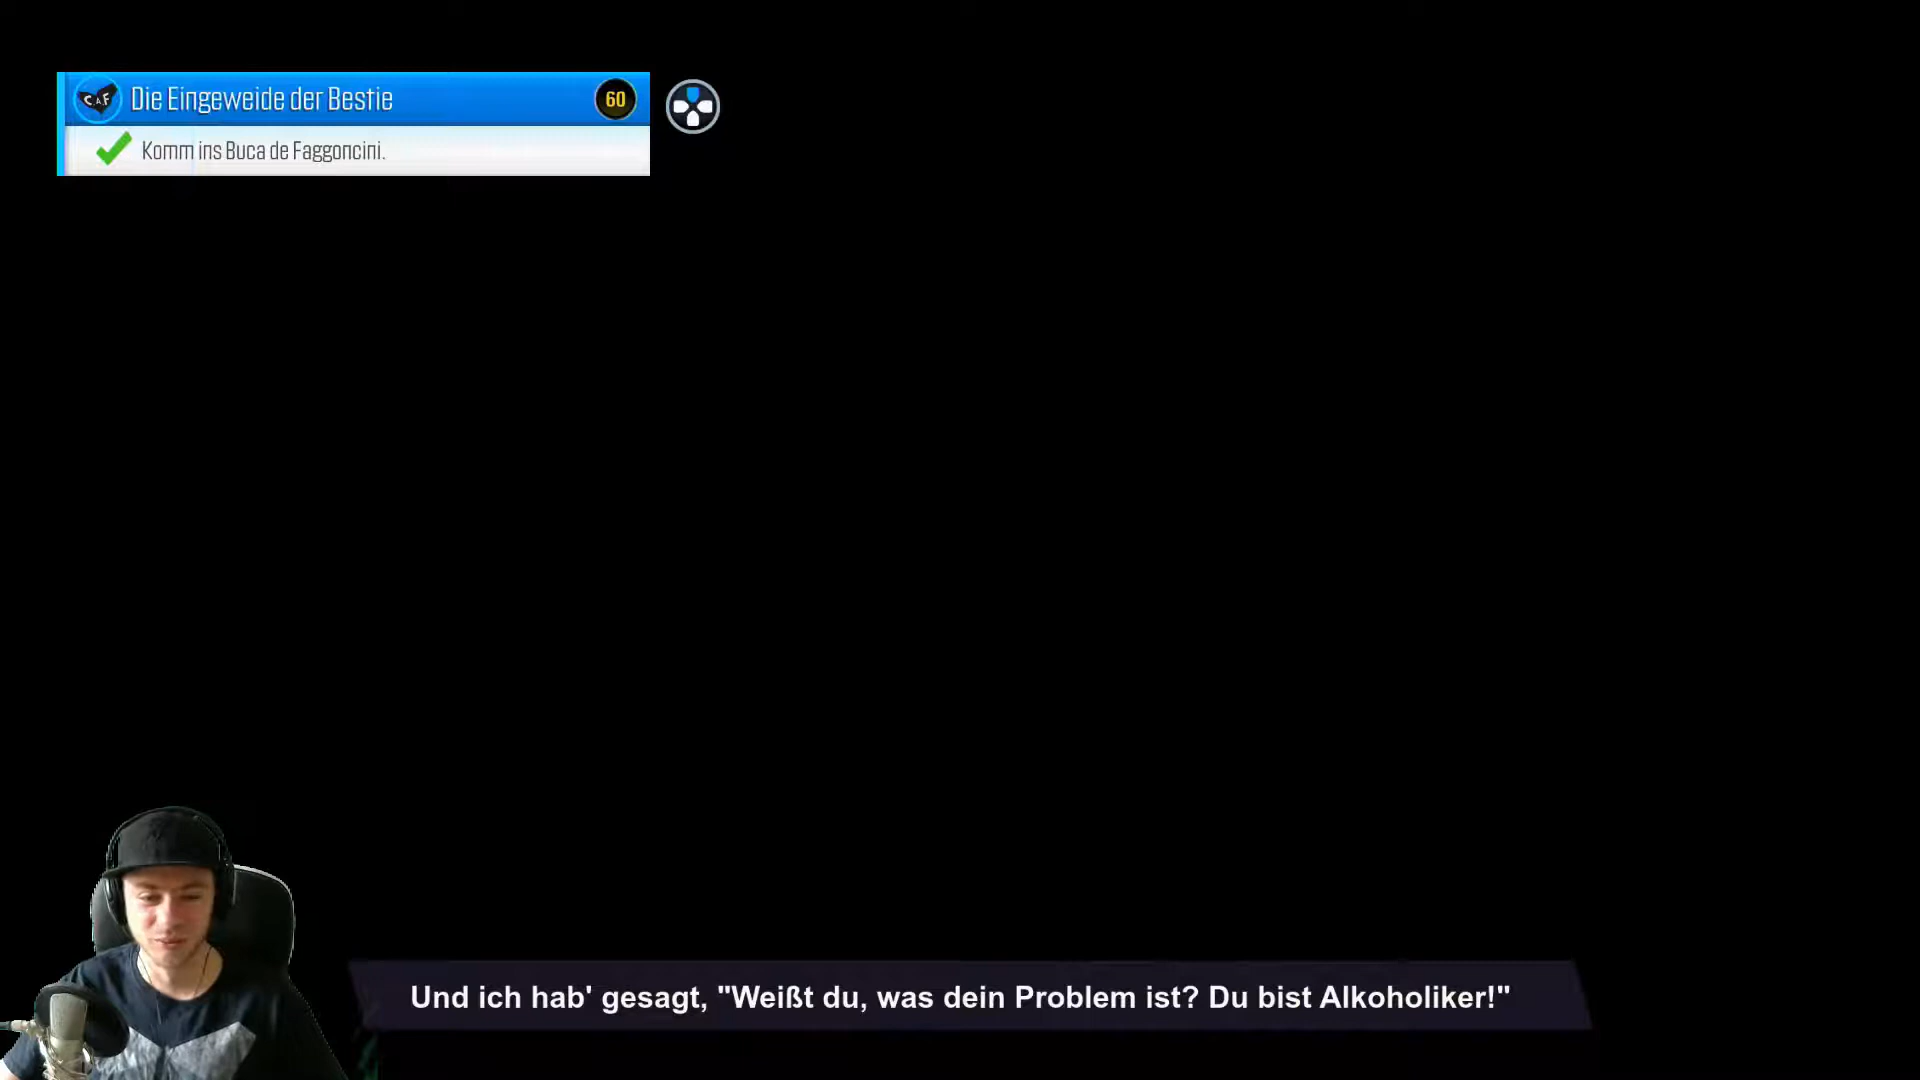 CAF
Die Eingeweide der Bestie
60
Komm ins Buca de Faggoncini.
Und ich hab' gesagt, "Weißt du, was dein Problem ist? Du bist Alkoholiker!"